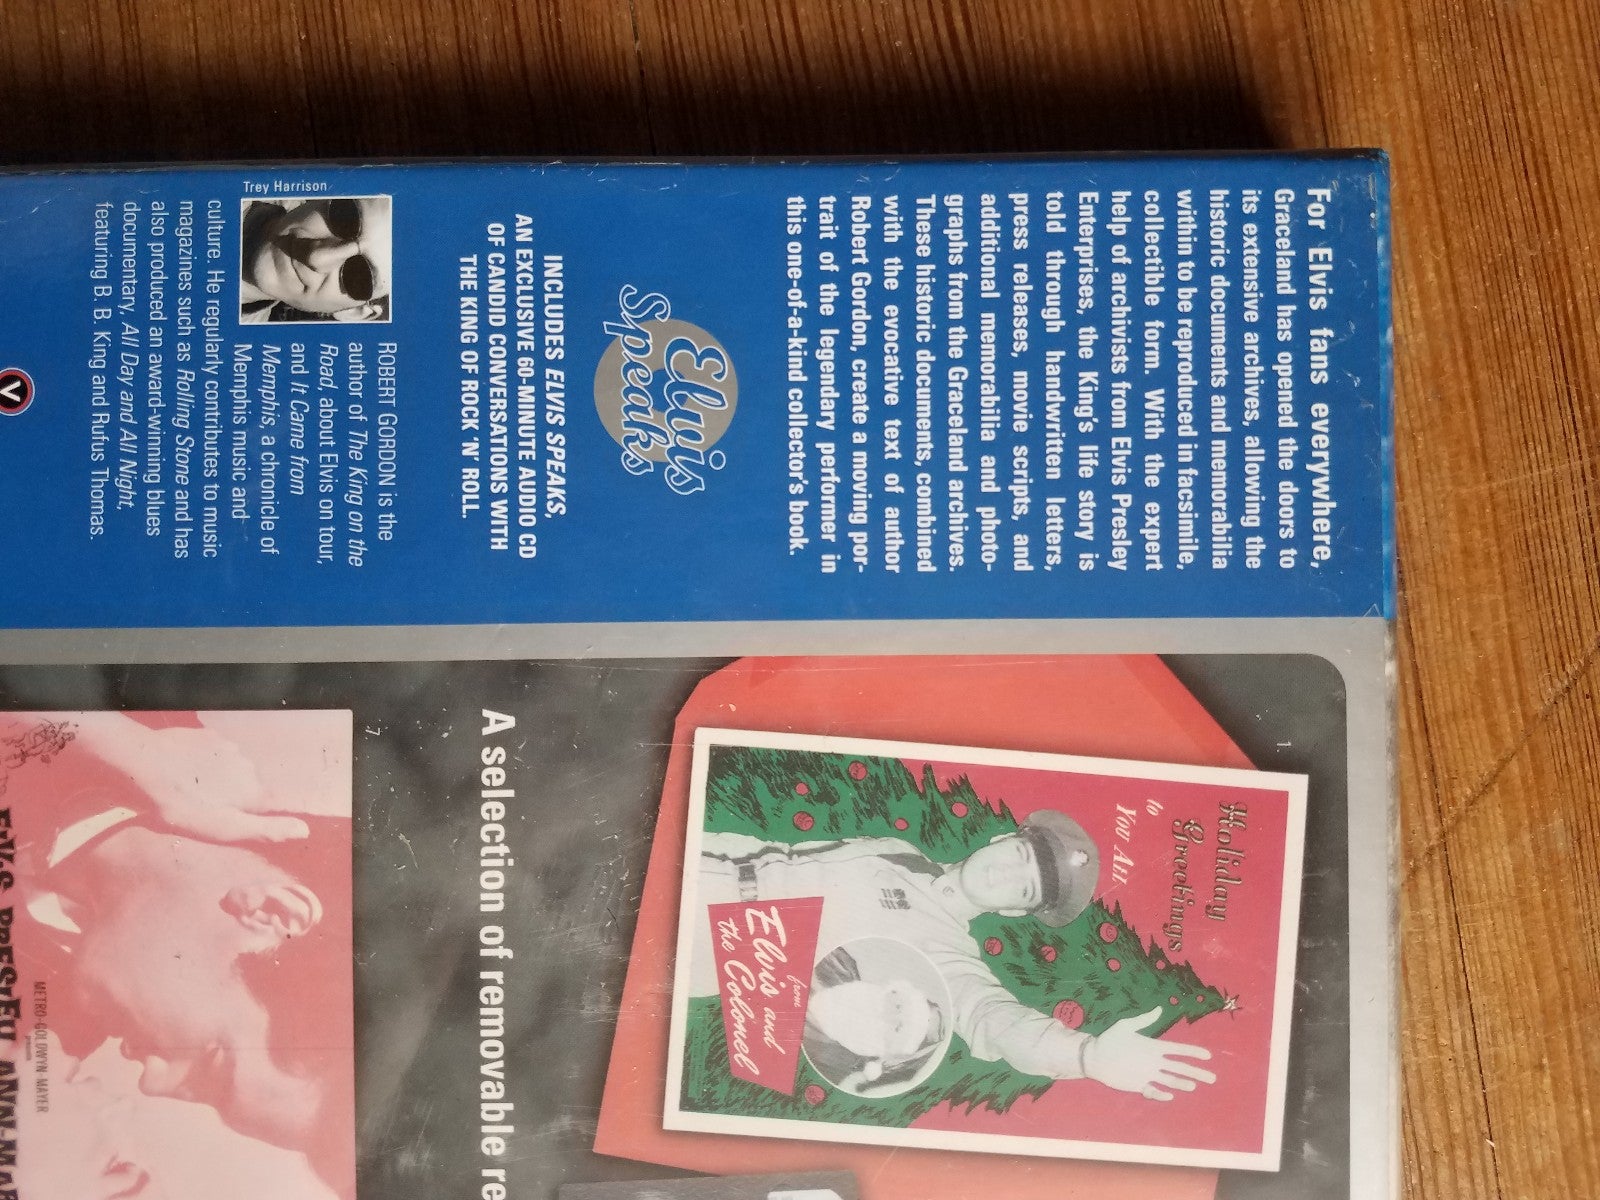 For Elvis fans everywhere,
Graceland has opened the doors to
its extensive archives, allowing the
historic documents and memorabilia
within to be reproduced in facsimile,
collectible form. With the expert
help of archivists from Elvis Presley
Enterprises, the King's life story is
told through handwritten letters,
press releases, movie scripts, and
additional memorabilia and photo-
graphs from the Graceland archives.
These historic documents, combined
with the evocative text of author
Robert Gordon, create a moving por-
trait of the legendary performer in
this one-of-a-kind collector's book.
Elvis
Speaks
INCLUDES ELVIS SPEAKS,
AN EXCLUSIVE 60-MINUTE AUDIO CD
OF CANDID CONVERSATIONS WITH
THE KING OF ROCK 'N' ROLL.
Trey Harrison
ROBERT GORDON is the
author of The King on the
Road, about Elvis on tour,
and It Came from
Memphis, a chronicle of
Memphis music and
culture. He regularly contributes to music
magazines such as Rolling Stone and has
also produced an award-winning blues
documentary, All Day and All Night,
featuring B. B. King and Rufus Thomas.
V
1.
Holiday
Greetings
to
YOU ALL
from
Elvis and
the Colonel
A selection of removable re
7
METRO-GOLDWYN-MAYER
presents
ELVIS PRESLEY ANN-MAR